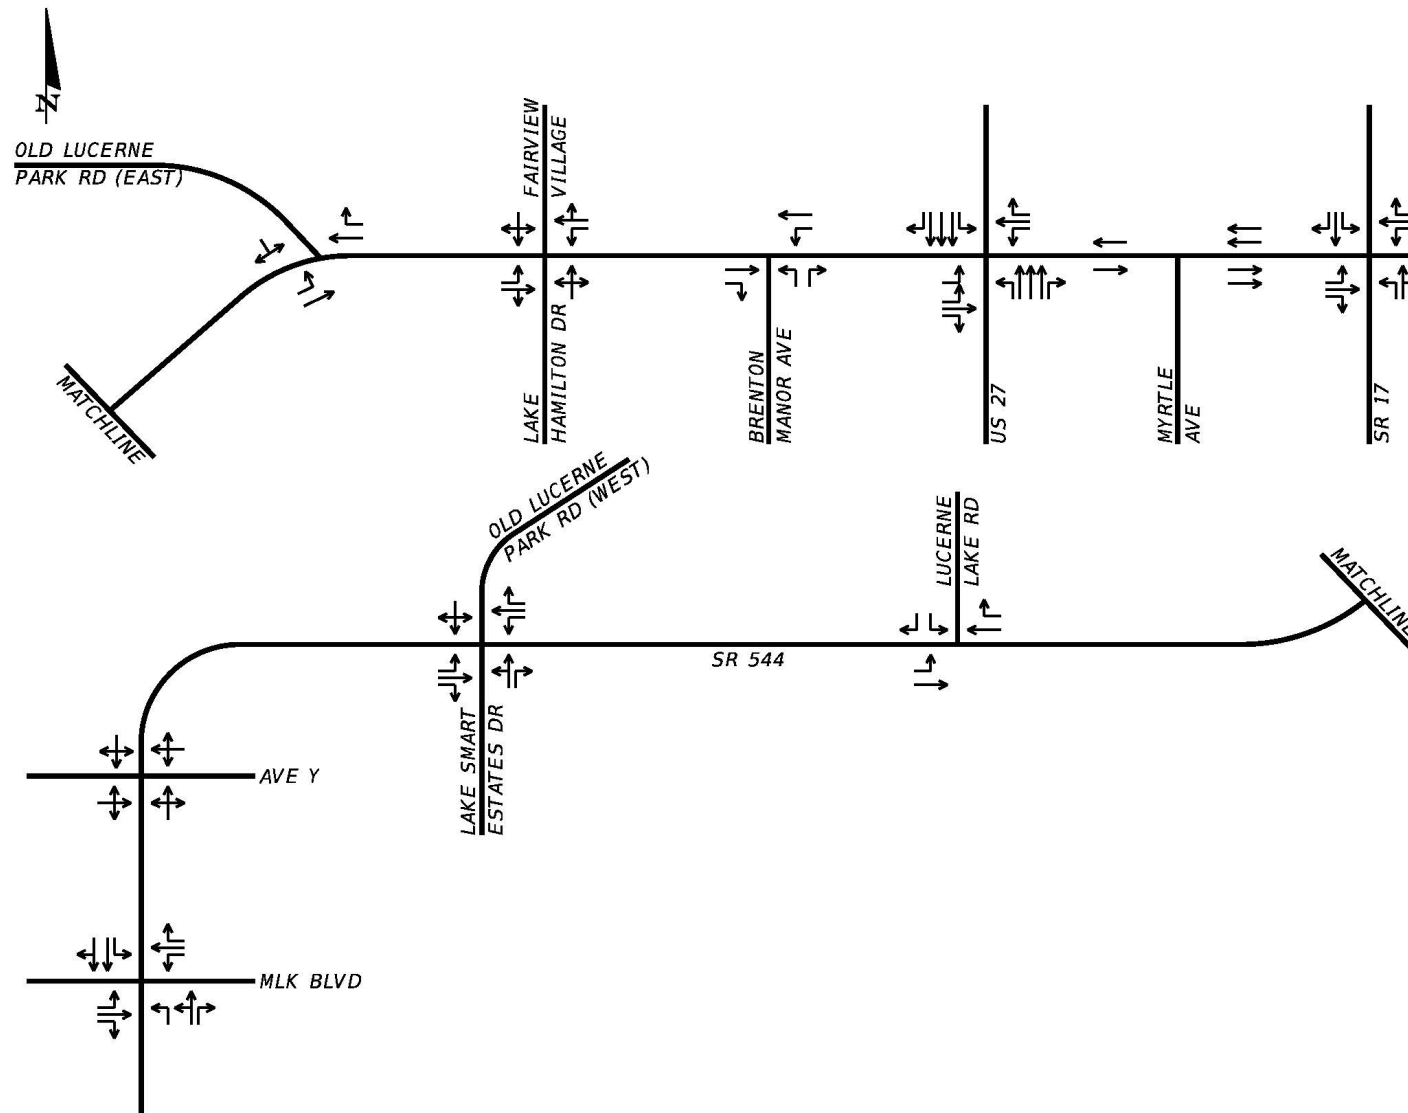 N
OLD LUCERNE
PARK RD (EAST)
MATCHLINE
FAIRVIEW
VILLAGE
LAKE
HAMILTON DR
BRENTON
MANOR AVE
US 27
MYRTLE
AVE
SR 17
OLD LUCERNE
PARK RD (WEST)
LUCERNE
LAKE RD
MATCHLINE
SR 544
LAKE SMART
ESTATES DR
AVE Y
MLK BLVD